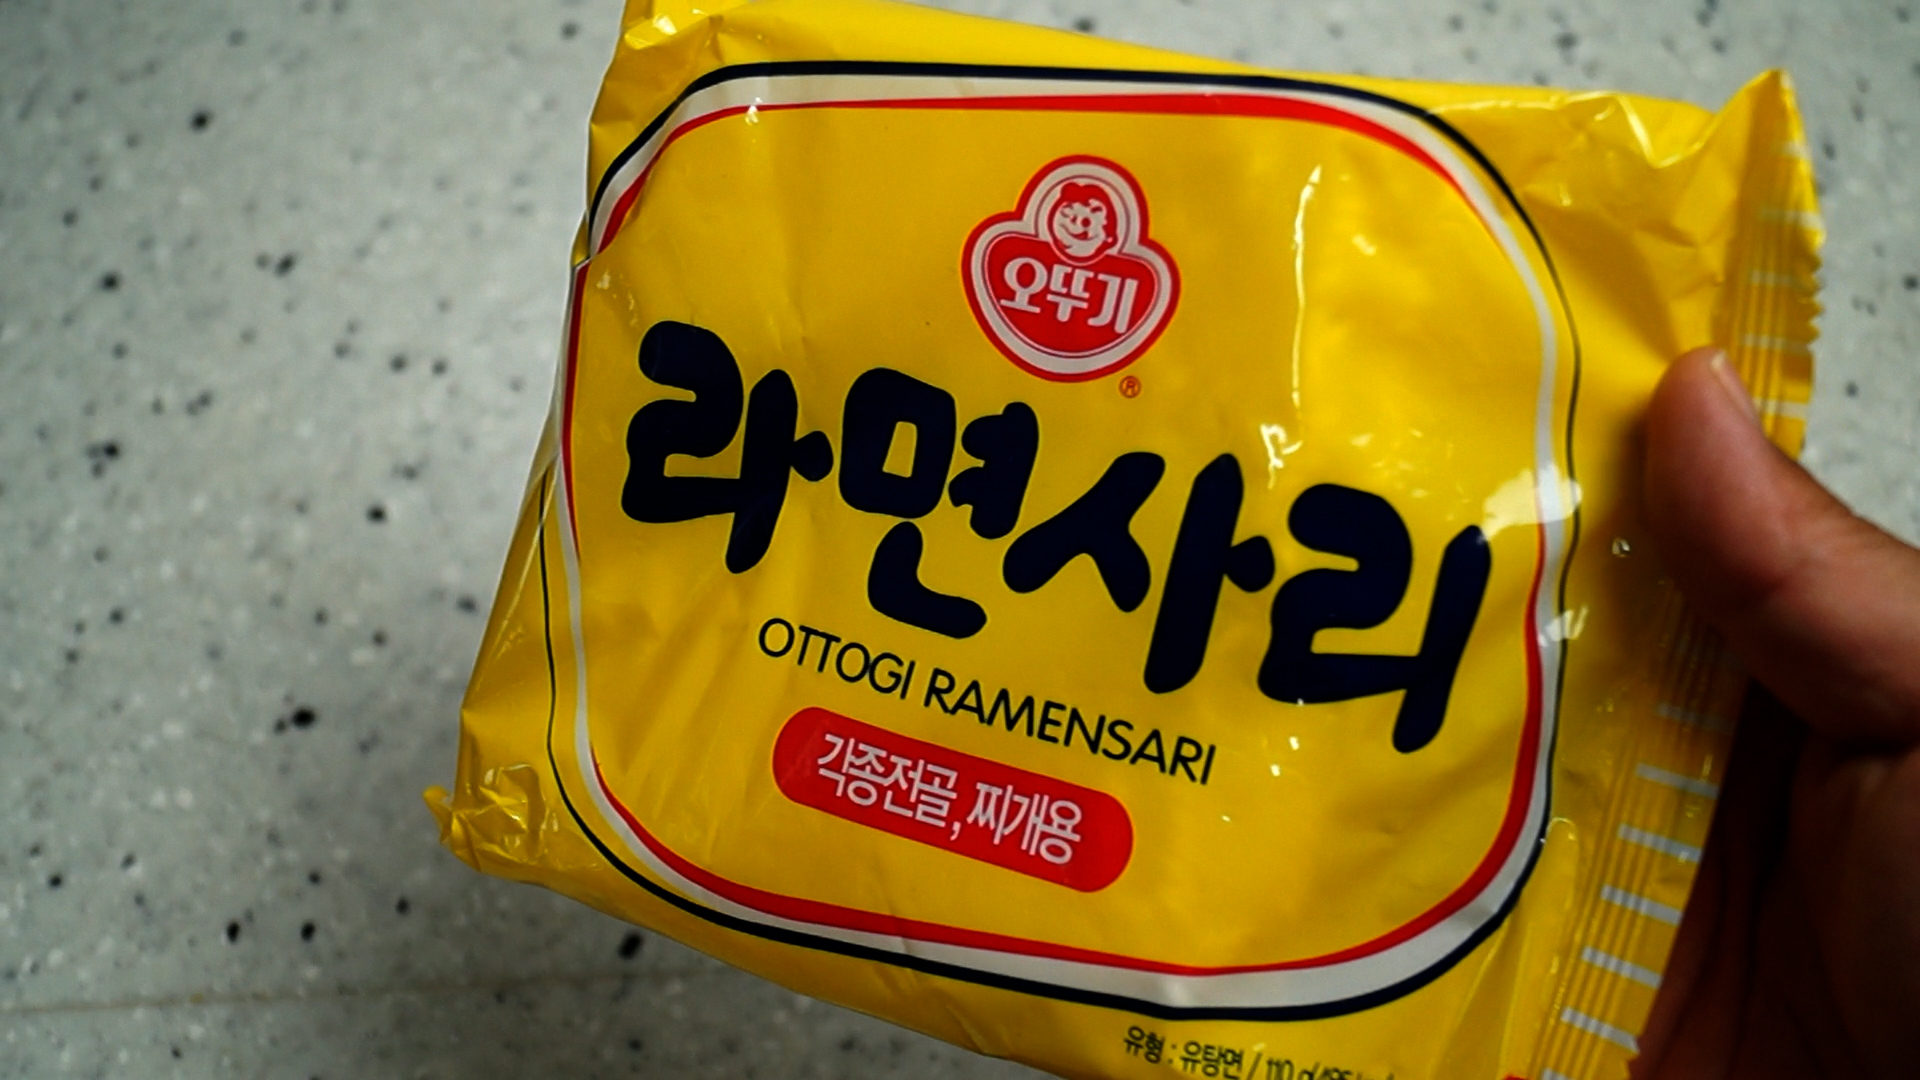 오뚜기
®
라면사리
OTTOGI RAMENSARI
각종전골, 찌개용
유형 : 유탕면 / 110 g